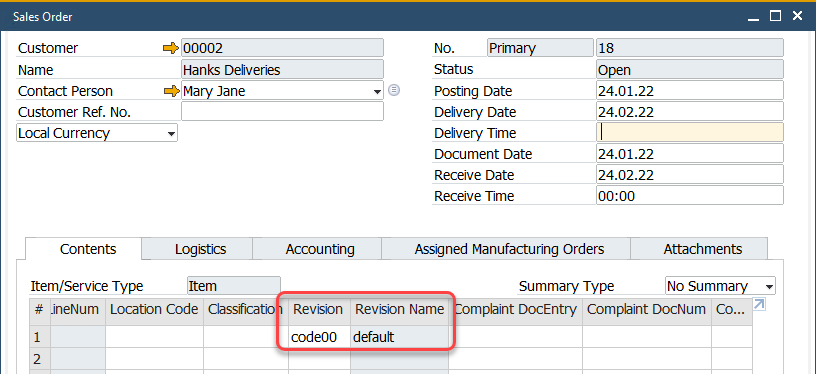 Sales Order
Customer 00002 No. Primary 18
Name Hanks Deliveries Status Open
Contact Person Mary Jane Posting Date 24.01.22
Customer Ref. No. Delivery Date 24.02.22
Local Currency Delivery Time
Document Date 24.01.22
Receive Date 24.02.22
Receive Time 00:00
Contents Logistics Accounting Assigned Manufacturing Orders Attachments
Item/Service Type Item Summary Type No Summary
# ineNum Location Code Classification Revision Revision Name Complaint DocEntry Complaint DocNum Co...
1 code00 default
2